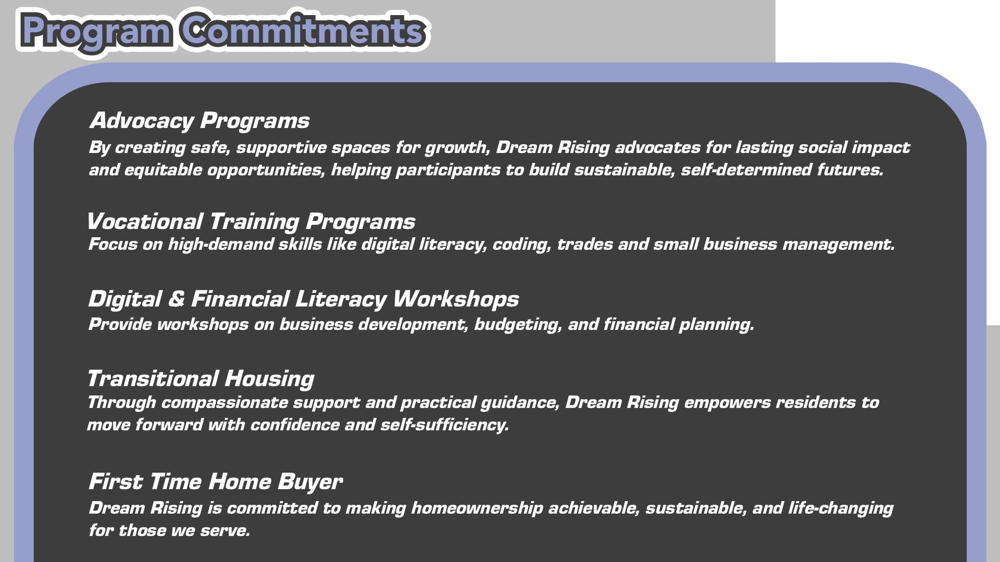 Program Commitments
Advocacy Programs
By creating safe, supportive spaces for growth, Dream Rising advocates for lasting social impact
and equitable opportunities, helping participants to build sustainable, self-determined futures.
Vocational Training Programs
Focus on high-demand skills like digital literacy, coding, trades and small business management.
Digital & Financial Literacy Workshops
Provide workshops on business development, budgeting, and financial planning.
Transitional Housing
Through compassionate support and practical guidance, Dream Rising empowers residents to
move forward with confidence and self-sufficiency.
First Time Home Buyer
Dream Rising is committed to making homeownership achievable, sustainable, and life-changing
for those we serve.